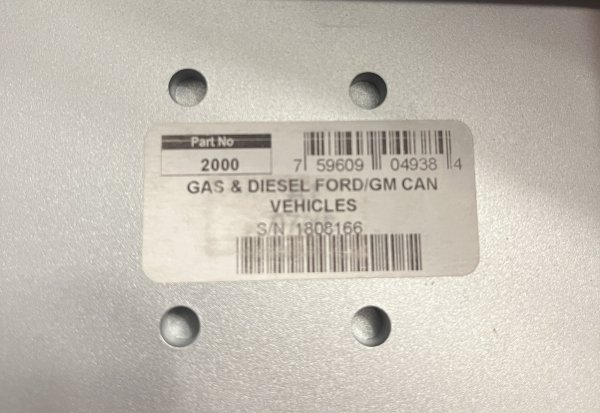 Part No
2000
7 59609 04938 4
GAS & DIESEL FORD/GM CAN
VEHICLES
S/N 1808166